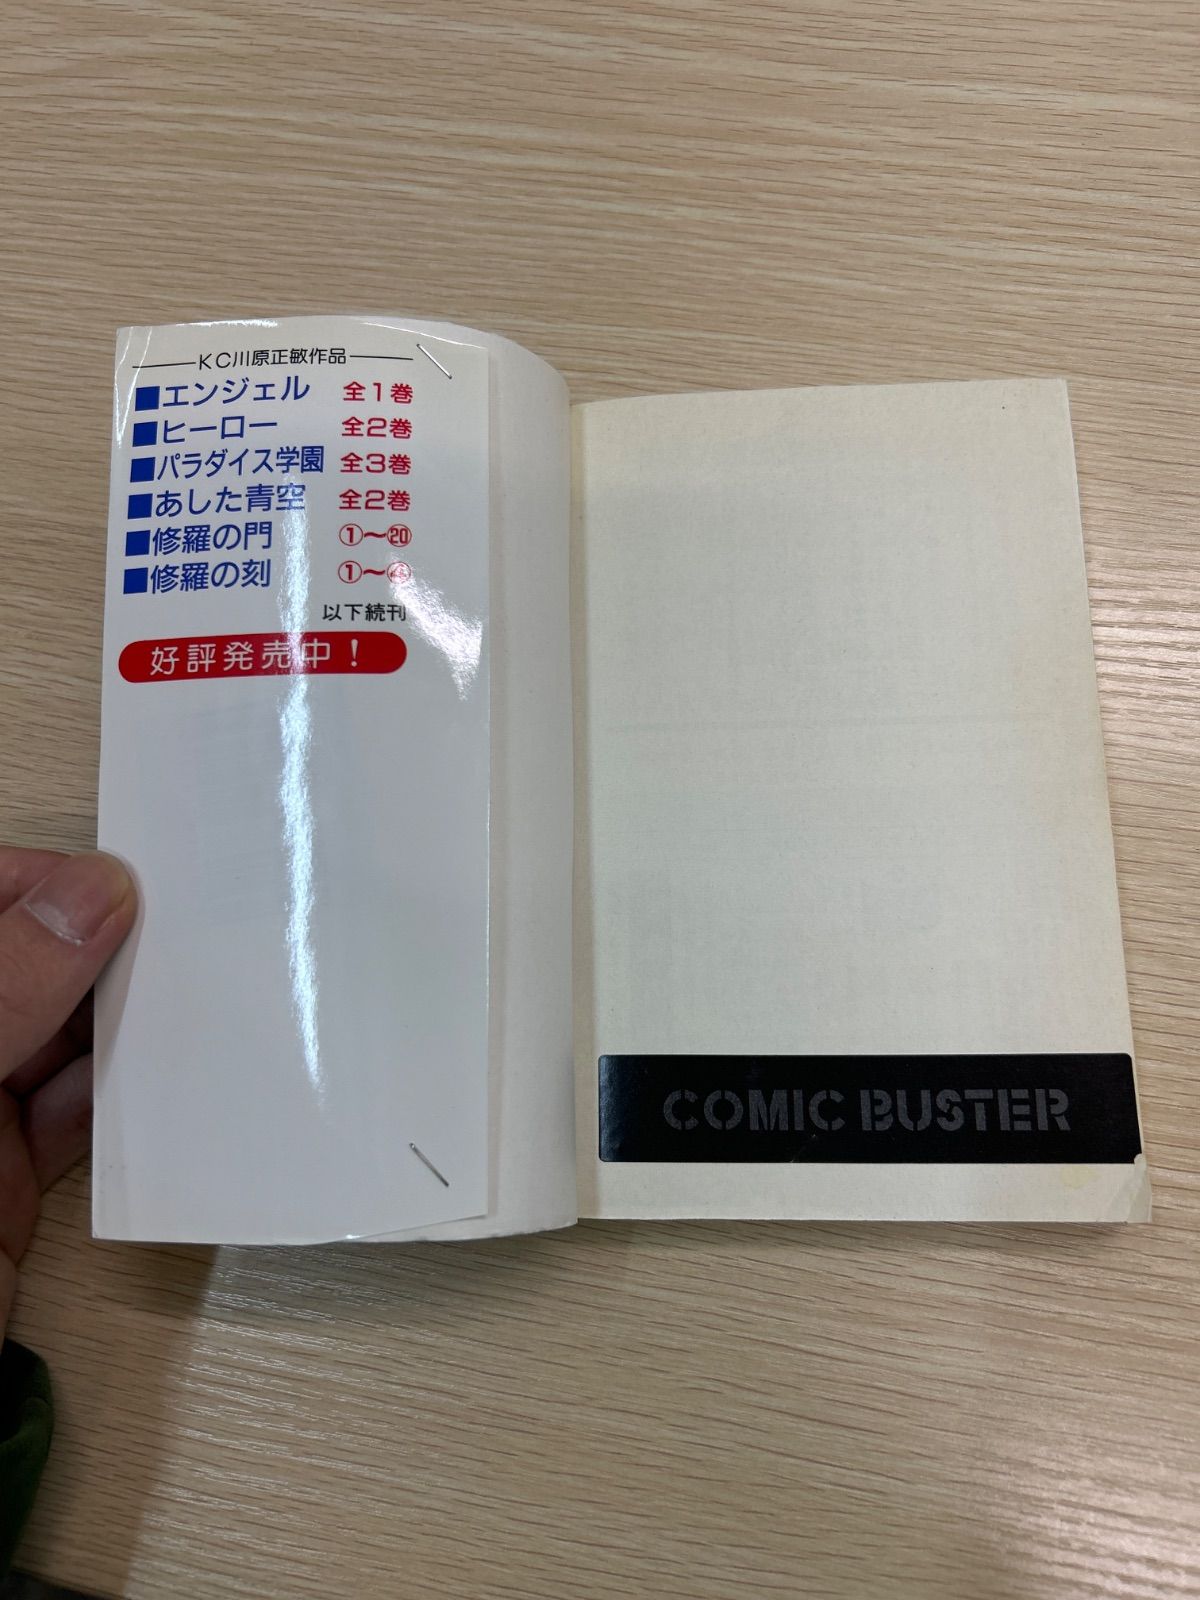 KC川原正敏作品
■エンジェル 全1巻
■ヒーロー 全2巻
■パラダイス学園 全3巻
■あした青空 全2巻
■修羅の門 ①〜⑳
■修羅の刻 ①〜
以下続刊
好評発売中!
COMIC BUSTER